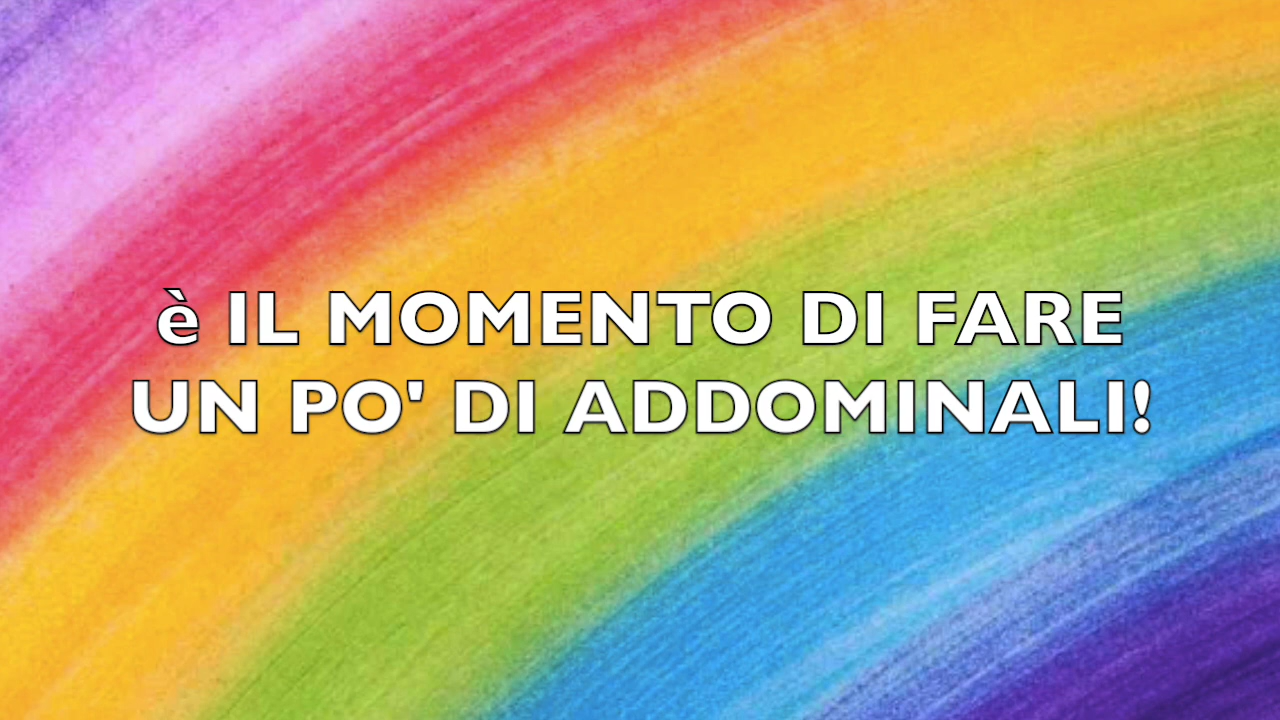 è IL MOMENTO DI FARE
UN PO' DI ADDOMINALI!